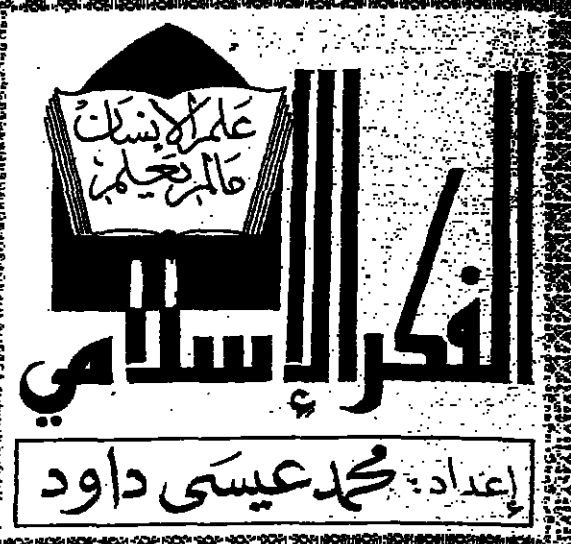 علم الإنسان
ما لم يعلم
الفكر الإسلامي
إعداد: محمد عيسى داود